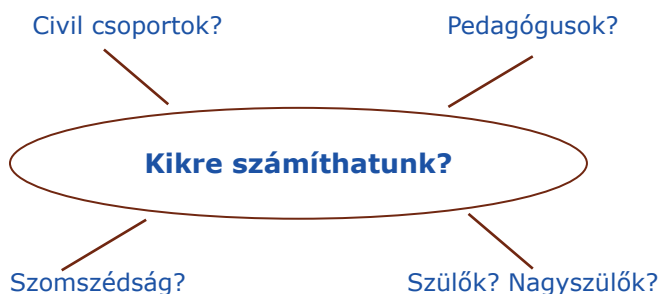 Civil csoportok?
Pedagógusok?
Kikre számíthatunk?
Szomszédság?
Szülők? Nagyszülők?